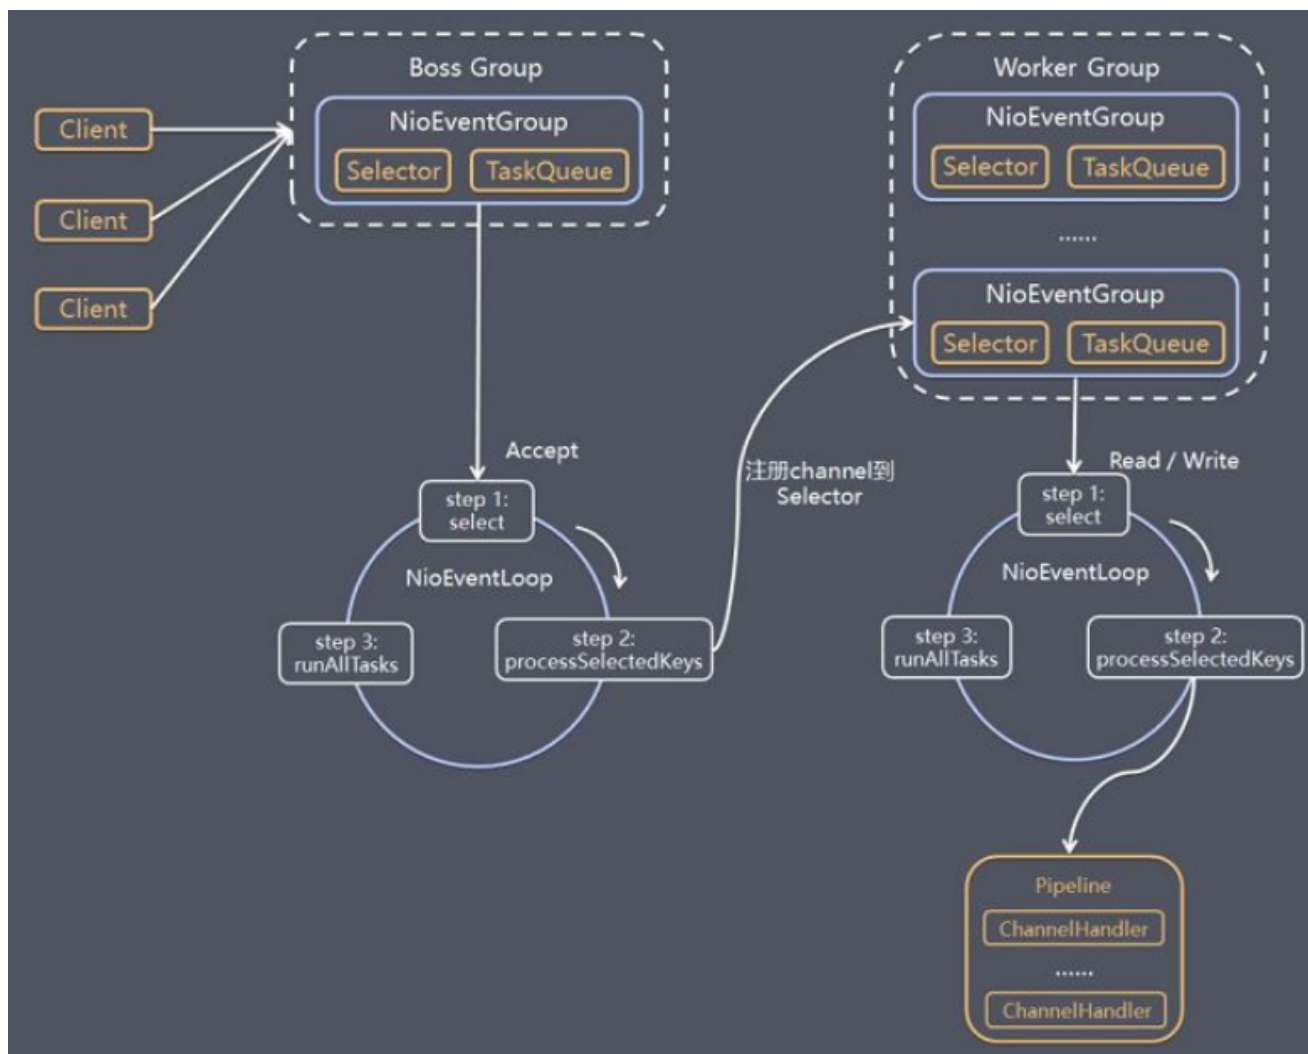 Boss Group
NioEventGroup
Selector
TaskQueue
Client
Client
Client
Accept
step 1:
select
NioEventLoop
step 2:
processSelectedKeys
step 3:
runAllTasks
注册channel到
Selector
Worker Group
NioEventGroup
Selector
TaskQueue
......
NioEventGroup
Selector
TaskQueue
Read / Write
step 1:
select
NioEventLoop
step 2:
processSelectedKeys
step 3:
runAllTasks
Pipeline
ChannelHandler
......
ChannelHandler